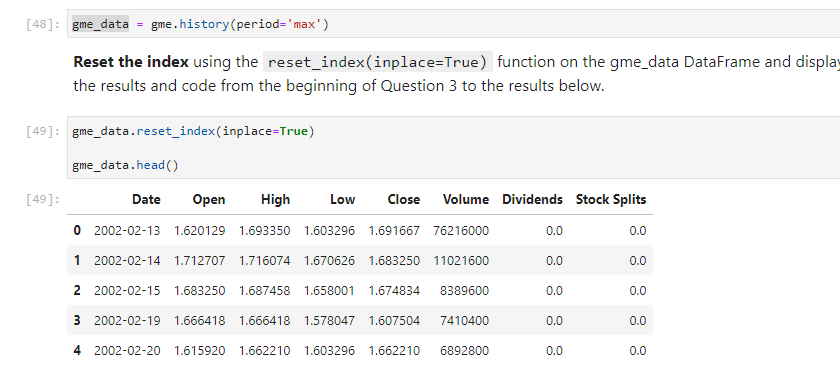 [48]: gme_data = gme.history(period='max')
Reset the index using the reset_index(inplace=True) function on the gme_data DataFrame and display
the results and code from the beginning of Question 3 to the results below.
[49]: gme_data.reset_index(inplace=True)
gme_data.head()
[49]: Date Open High Low Close Volume Dividends Stock Splits
0 2002-02-13 1.620129 1.693350 1.603296 1.691667 76216000 0.0 0.0
1 2002-02-14 1.712707 1.716074 1.670626 1.683250 11021600 0.0 0.0
2 2002-02-15 1.683250 1.687458 1.658001 1.674834 8389600 0.0 0.0
3 2002-02-19 1.666418 1.666418 1.578047 1.607504 7410400 0.0 0.0
4 2002-02-20 1.615920 1.662210 1.603296 1.662210 6892800 0.0 0.0